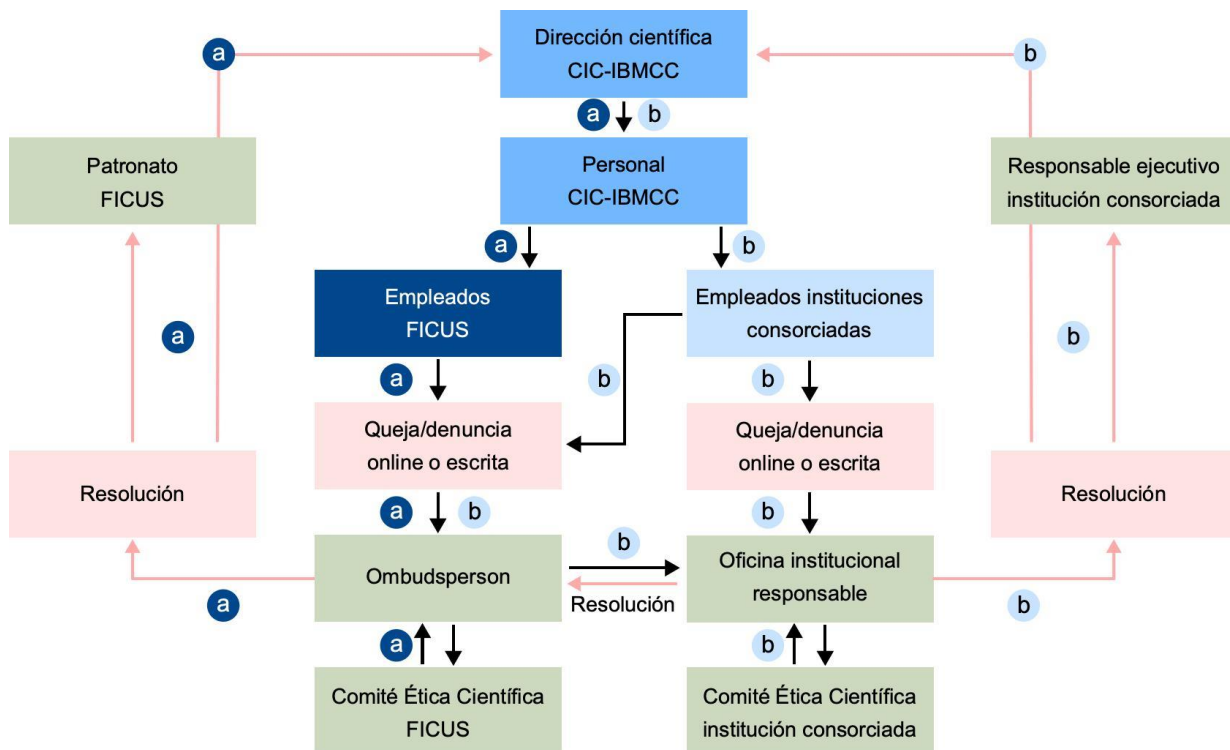 Dirección científica
CIC-IBMCC
a
b
a
b
Personal
CIC-IBMCC
Patronato
FICUS
Responsable ejecutivo
institución consorciada
a
b
Empleados
FICUS
Empleados instituciones
consorciadas
a
b
a
b
b
Queja/denuncia
online o escrita
Queja/denuncia
online o escrita
Resolución
Resolución
a
b
b
b
Ombudsperson
Oficina institucional
responsable
Resolución
a
b
a
b
Comité Ética Científica
FICUS
Comité Ética Científica
institución consorciada